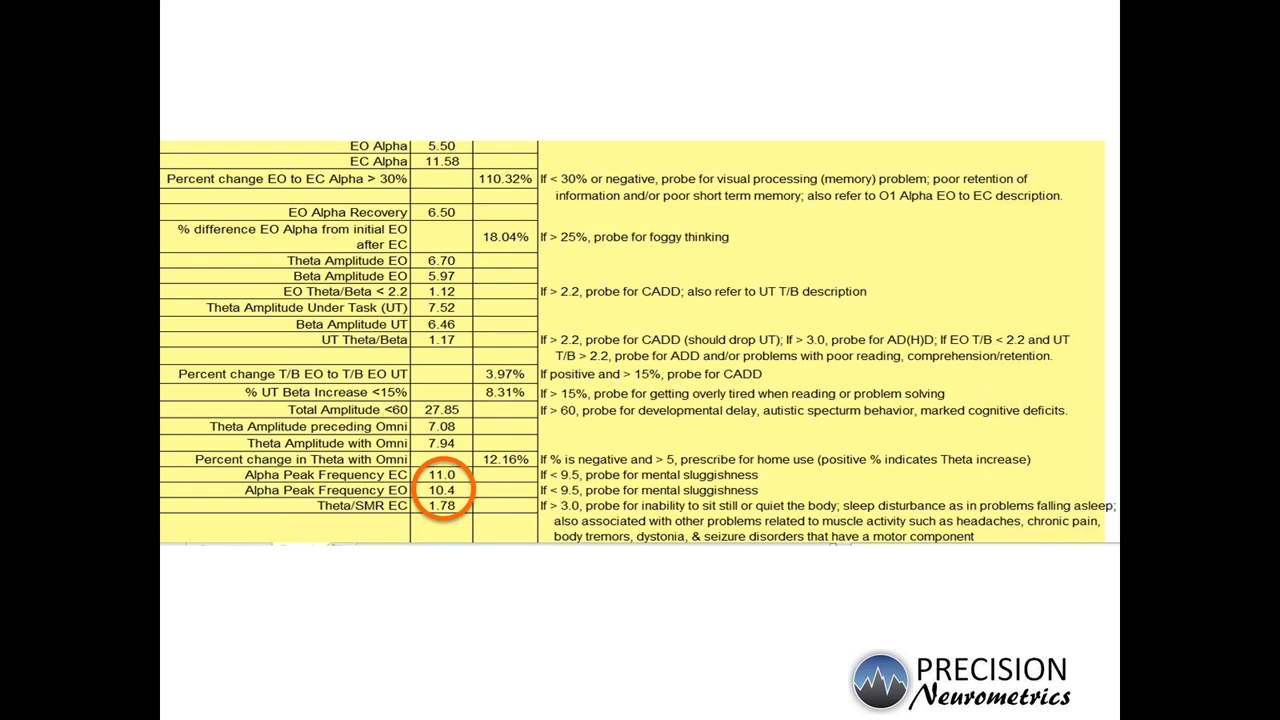 EO Alpha 5.50
EC Alpha 11.58
Percent change EO to EC Alpha > 30% 110.32% If < 30% or negative, probe for visual processing (memory) problem; poor retention of
information and/or poor short term memory; also refer to O1 Alpha EO to EC description.
EO Alpha Recovery 6.50
% difference EO Alpha from initial EO
after EC 18.04% If > 25%, probe for foggy thinking
Theta Amplitude EO 6.70
Beta Amplitude EO 5.97
EO Theta/Beta < 2.2 1.12 If > 2.2, probe for CADD; also refer to UT T/B description
Theta Amplitude Under Task (UT) 7.52
Beta Amplitude UT 6.46
UT Theta/Beta 1.17 If > 2.2, probe for CADD (should drop UT); If > 3.0, probe for AD(H)D; If EO T/B < 2.2 and UT
T/B > 2.2, probe for ADD and/or problems with poor reading, comprehension/retention.
Percent change T/B EO to T/B EO UT 3.97% If positive and > 15%, probe for CADD
% UT Beta Increase <15% 8.31% If > 15%, probe for getting overly tired when reading or problem solving
Total Amplitude <60 27.85 If > 60, probe for developmental delay, autistic specturm behavior, marked cognitive deficits.
Theta Amplitude preceding Omni 7.08
Theta Amplitude with Omni 7.94
Percent change in Theta with Omni 12.16% If % is negative and > 5, prescribe for home use (positive % indicates Theta increase)
Alpha Peak Frequency EC 11.0 If < 9.5, probe for mental sluggishness
Alpha Peak Frequency EO 10.4 If < 9.5, probe for mental sluggishness
Theta/SMR EC 1.78 If > 3.0, probe for inability to sit still or quiet the body; sleep disturbance as in problems falling asleep;
also associated with other problems related to muscle activity such as headaches, chronic pain,
body tremors, dystonia, & seizure disorders that have a motor component
PRECISION
Neurometrics